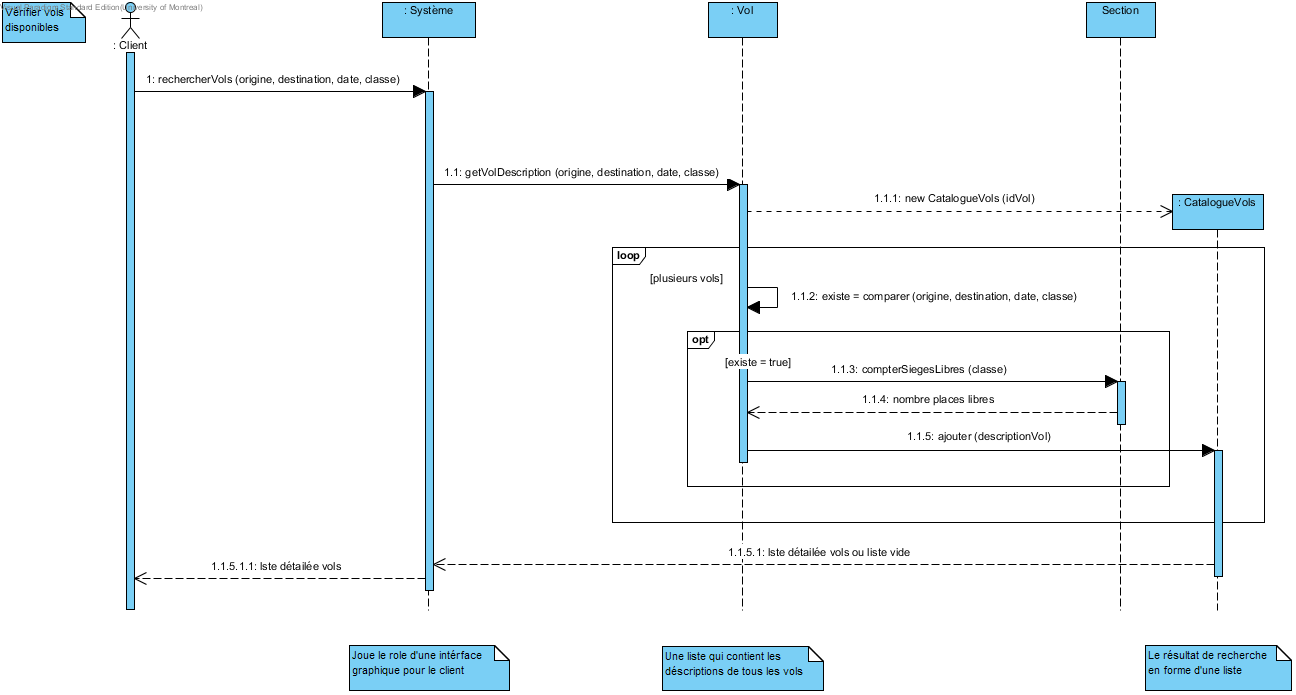 Visual Paradigm Standard Edition(University of Montreal)
Vérifier vols
disponibles
: Client
: Système
: Vol
Section
1: rechercherVols (origine, destination, date, classe)
1.1: getVolDescription (origine, destination, date, classe)
1.1.1: new CatalogueVols (idVol)
: CatalogueVols
loop
[plusieurs vols]
1.1.2: existe = comparer (origine, destination, date, classe)
opt
[existe = true]
1.1.3: compterSiegesLibres (classe)
1.1.4: nombre places libres
1.1.5: ajouter (descriptionVol)
1.1.5.1: lste détailée vols ou liste vide
1.1.5.1.1: lste détailée vols
Joue le role d'une intérface
graphique pour le client
Une liste qui contient les
déscriptions de tous les vols
Le résultat de recherche
en forme d'une liste